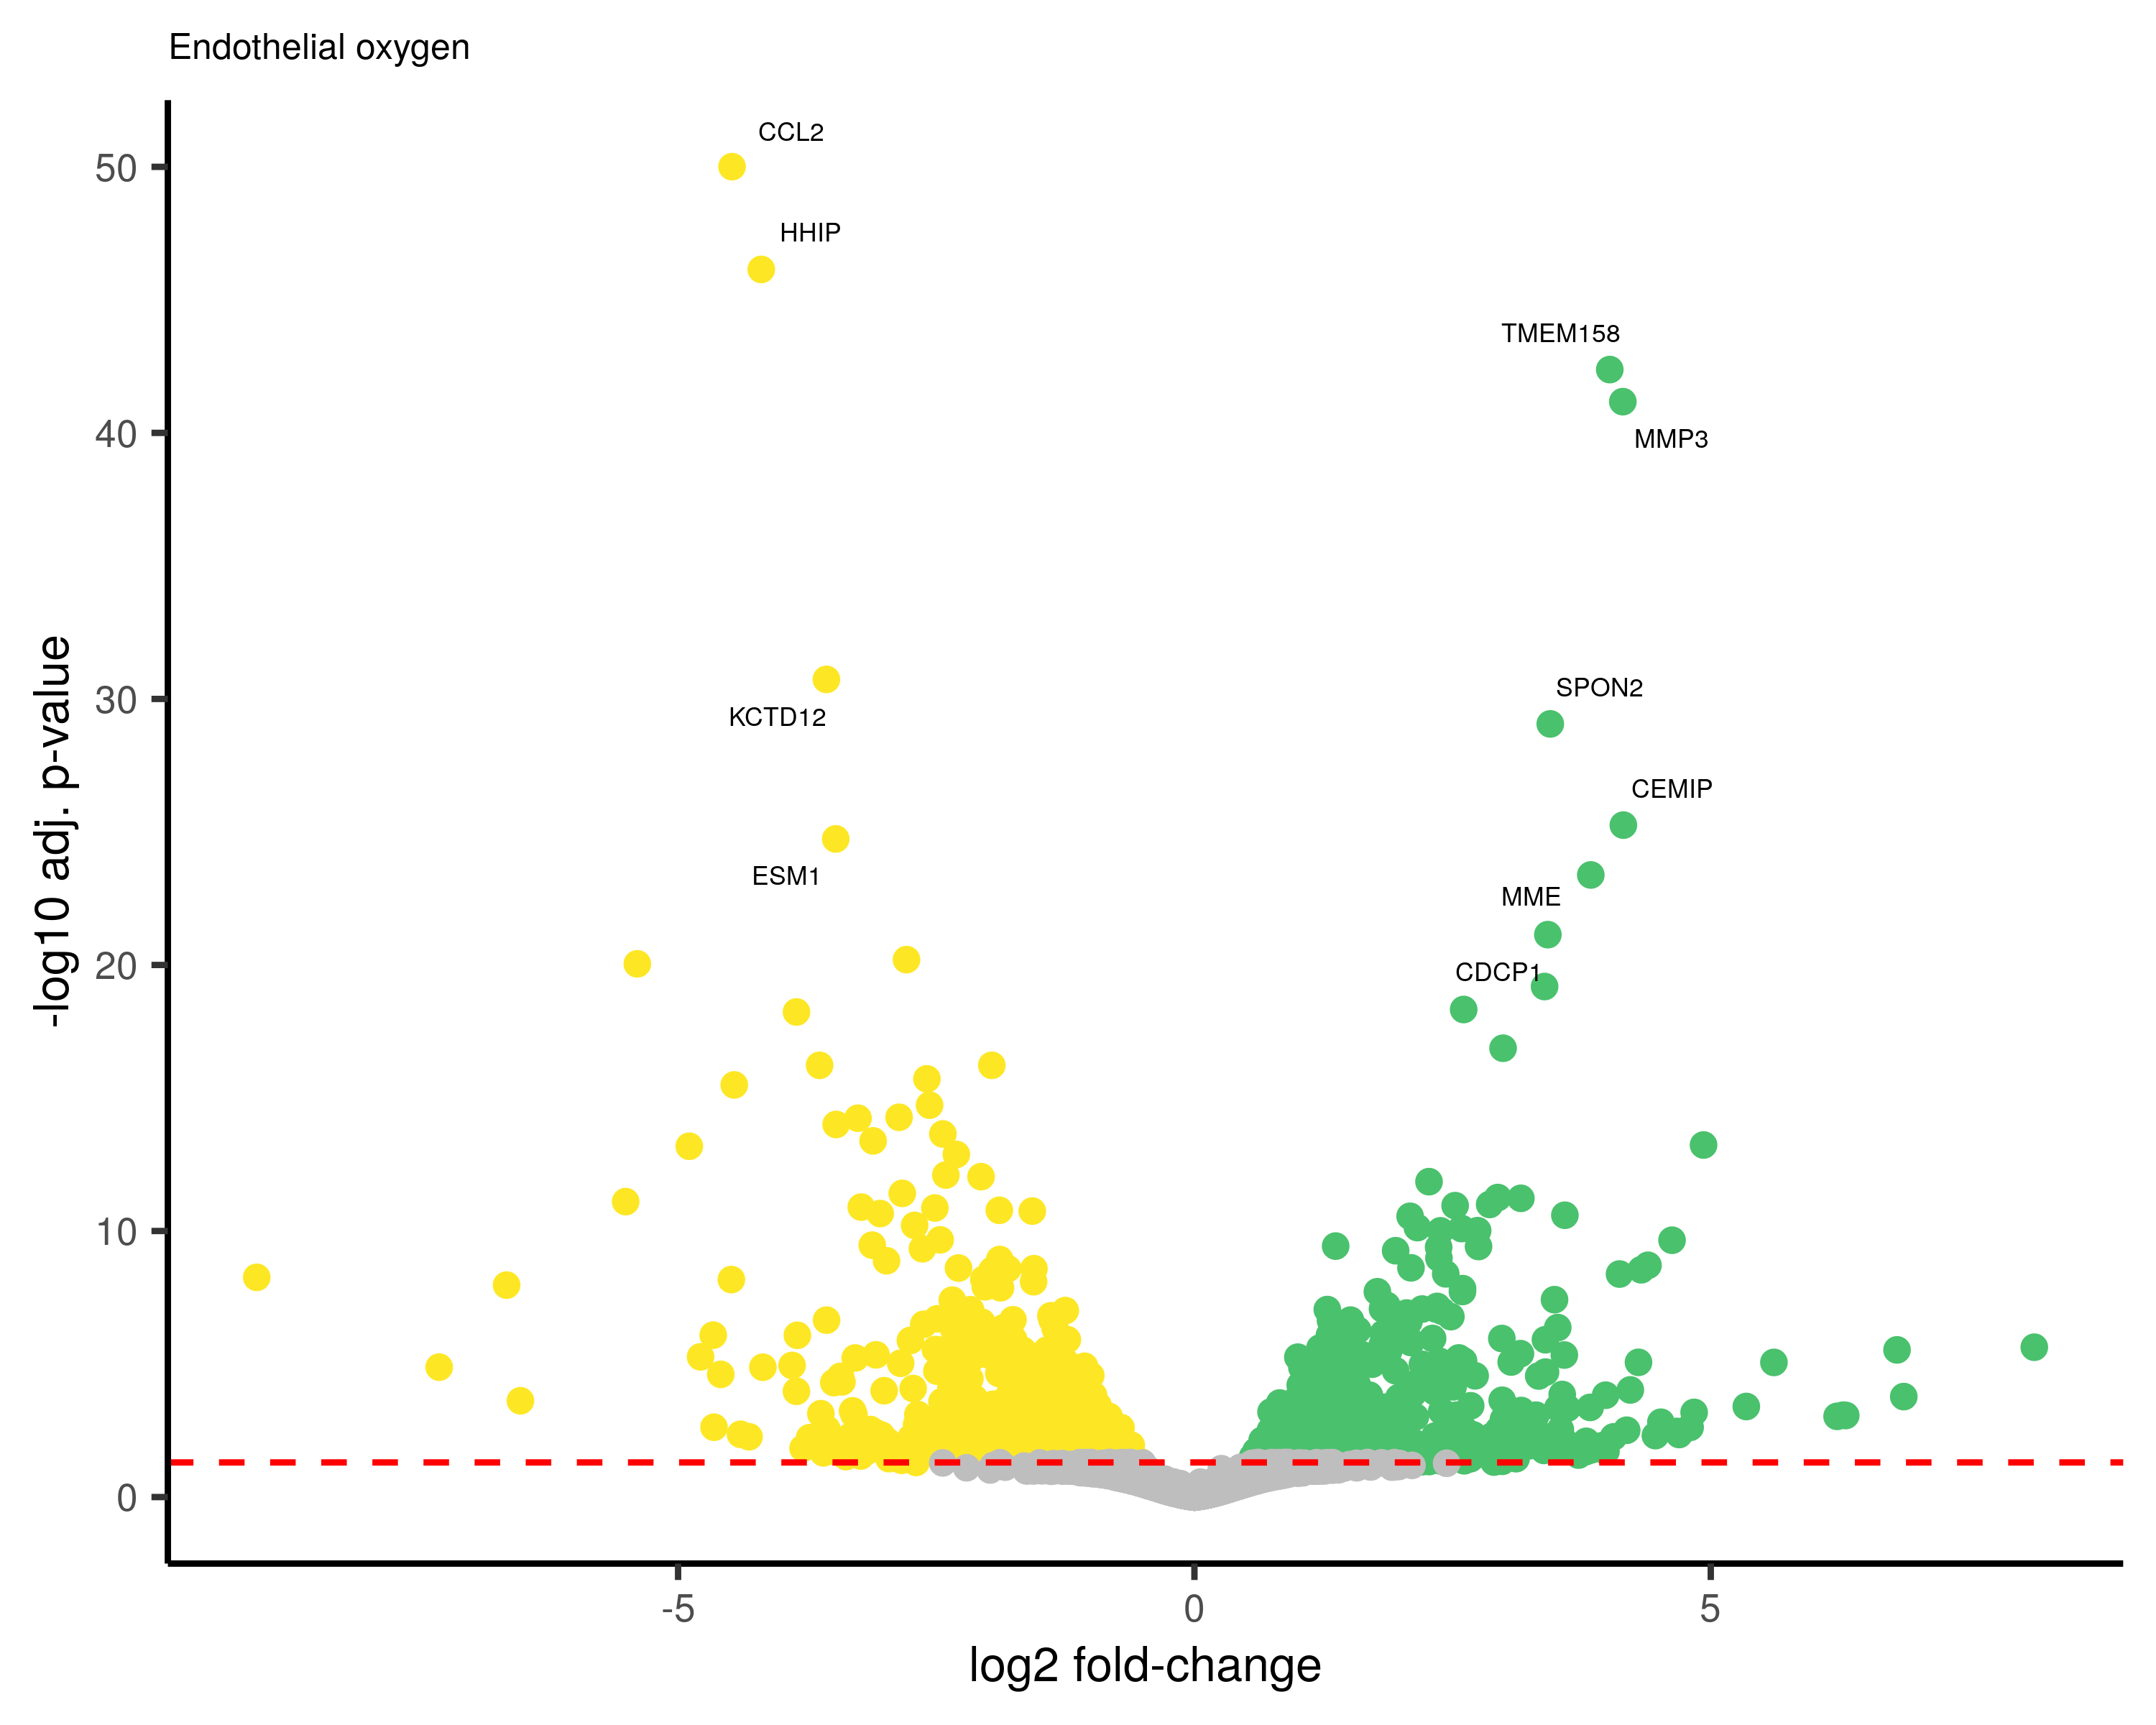 Endothelial oxygen
CCL2
50
HHIP
TMEM158
40
MMP3
30
SPON2
KCTD12
CEMIP
ESM1
MME
20
CDCP1
10
0
-log10 adj. p-value
-5
0
5
log2 fold-change